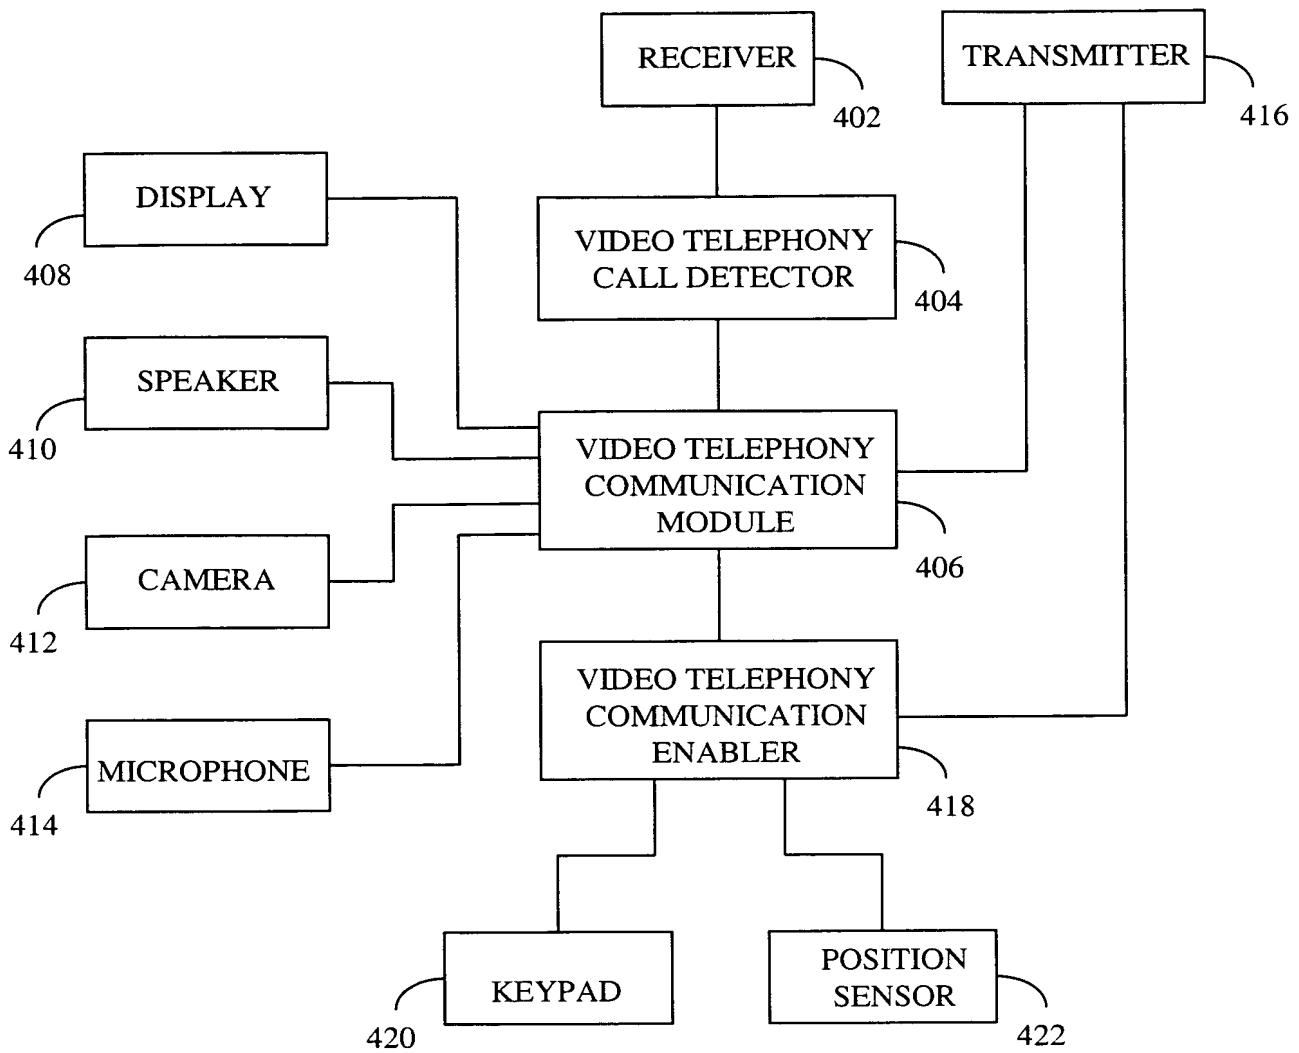 RECEIVER
402
TRANSMITTER
416
DISPLAY
408
VIDEO TELEPHONY
CALL DETECTOR
404
SPEAKER
410
VIDEO TELEPHONY
COMMUNICATION
MODULE
406
CAMERA
412
VIDEO TELEPHONY
COMMUNICATION
ENABLER
418
MICROPHONE
414
KEYPAD
420
POSITION
SENSOR
422